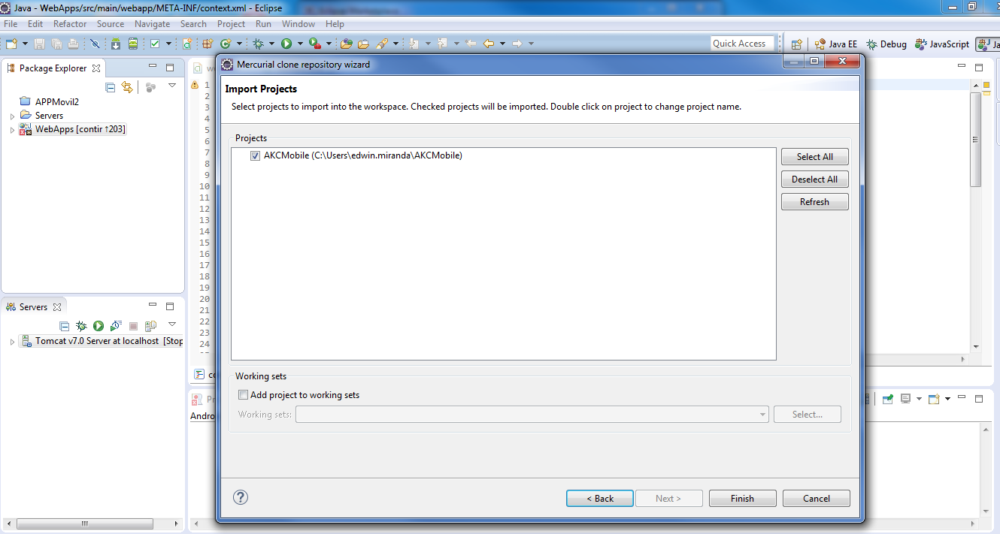 Java - WebApps/src/main/webapp/META-INF/context.xml - Eclipse
File Edit Refactor Source Navigate Search Project Run Window Help
Quick Access
Java EE
Debug
JavaScript
Package Explorer
APPMovil2
Servers
WebApps [contir ↑203]
Servers
Tomcat v7.0 Server at localhost [Stop
1
2
3
4
5
6
7
8
9
10
11
12
13
14
15
16
17
18
19
20
21
22
23
24
Andro
Mercurial clone repository wizard
Import Projects
Select projects to import into the workspace. Checked projects will be imported. Double click on project to change project name.
Projects
AKCMobile (C:\Users\edwin.miranda\AKCMobile)
Select All
Deselect All
Refresh
Working sets
Add project to working sets
Working sets:
Select...
< Back
Next >
Finish
Cancel